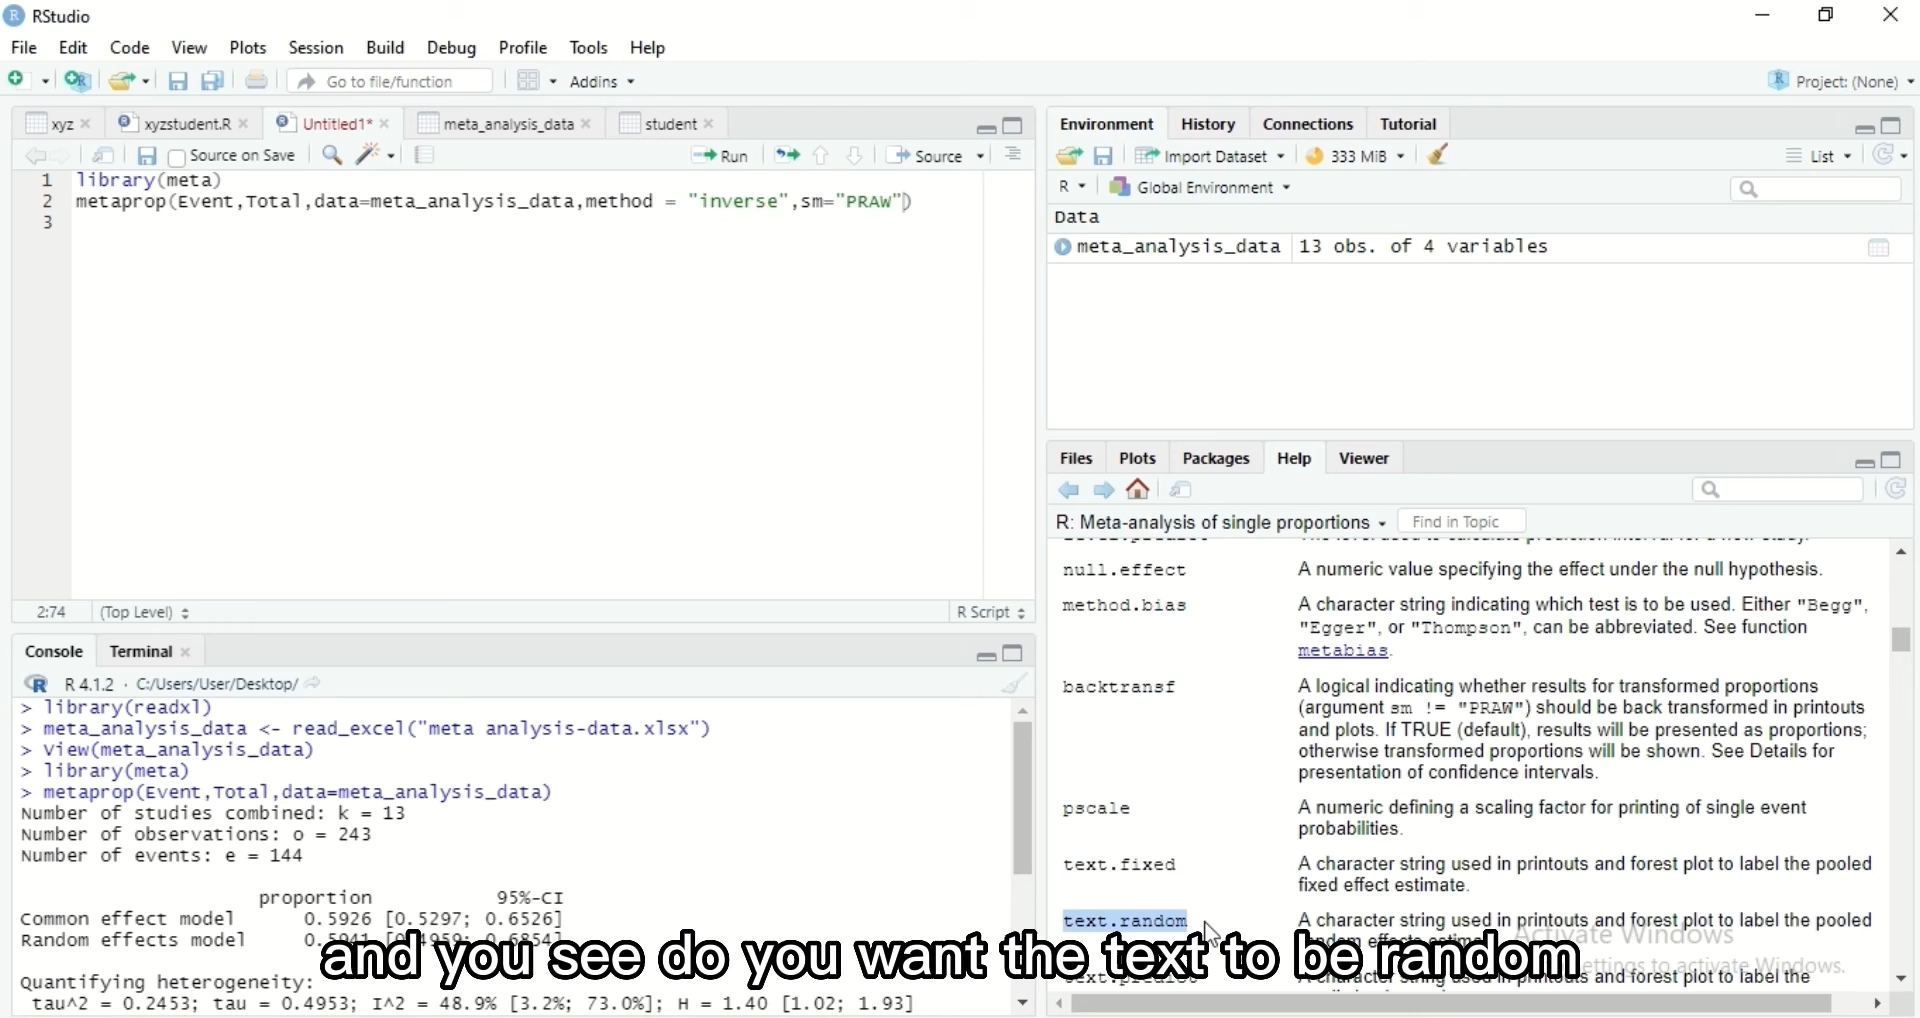 RStudio
File Edit Code View Plots Session Build Debug Profile Tools Help
Go to file/function Addins Project: (None)
xyz xyzstudent.R Untitled1* meta_analysis_data student
Source on Save Run Source
1 library(meta)
2 metaprop(Event,Total,data=meta_analysis_data,method = "inverse",sm="PRAW")
3
2:74 (Top Level) R Script
Console Terminal
R 4.1.2 · C:/Users/User/Desktop/
> library(readxl)
> meta_analysis_data <- read_excel("meta analysis-data.xlsx")
> View(meta_analysis_data)
> library(meta)
> metaprop(Event,Total,data=meta_analysis_data)
Number of studies combined: k = 13
Number of observations: o = 243
Number of events: e = 144
proportion 95%-CI
Common effect model 0.5926 [0.5297; 0.6526]
Random effects model 0.5941 [0.4959; 0.6854]
Quantifying heterogeneity:
tau^2 = 0.2453; tau = 0.4953; I^2 = 48.9% [3.2%; 73.0%]; H = 1.40 [1.02; 1.93]
Environment History Connections Tutorial
Import Dataset 333 MiB List
R Global Environment
Data
meta_analysis_data 13 obs. of 4 variables
Files Plots Packages Help Viewer
R: Meta-analysis of single proportions Find in Topic
null.effect A numeric value specifying the effect under the null hypothesis.
method.bias A character string indicating which test is to be used. Either "Begg",
"Egger", or "Thompson", can be abbreviated. See function
metabias.
backtransf A logical indicating whether results for transformed proportions
(argument sm != "PRAW") should be back transformed in printouts
and plots. If TRUE (default), results will be presented as proportions;
otherwise transformed proportions will be shown. See Details for
presentation of confidence intervals.
pscale A numeric defining a scaling factor for printing of single event
probabilities.
text.fixed A character string used in printouts and forest plot to label the pooled
fixed effect estimate.
text.random A character string used in printouts and forest plot to label the pooled
Activate Windows
and you see do you want the text to be random